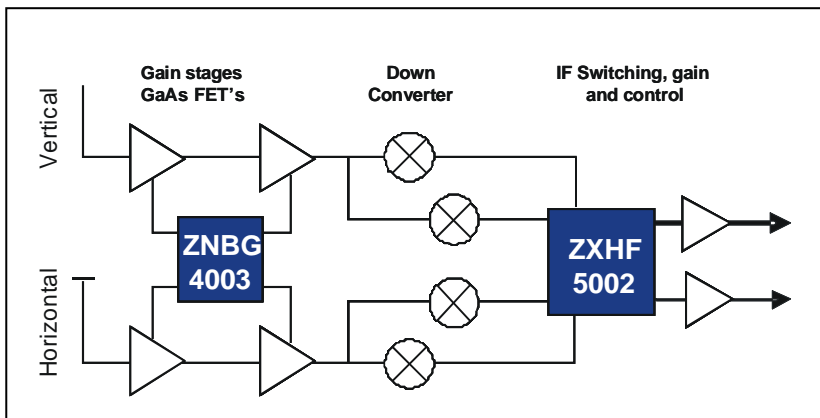 Gain stages
GaAs FET's
Down
Converter
IF Switching, gain
and control
Vertical
Horizontal
ZNBG
4003
ZXHF
5002